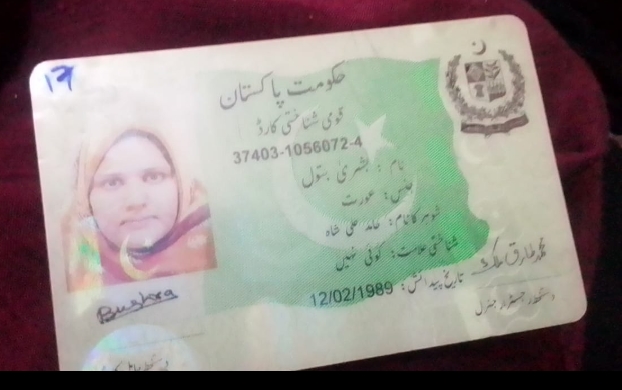 17
حکومت پاکستان
قومی شناختی کارڈ
37403-1056072-4
نام : بشریٰ بتول
جنس: عورت
شوہر کا نام: حامد علی شاہ
شناختی علامت: کوئی نہیں
تاریخ پیدائش: 12/02/1989
Bushra
دستخط رجسٹرار جنرل